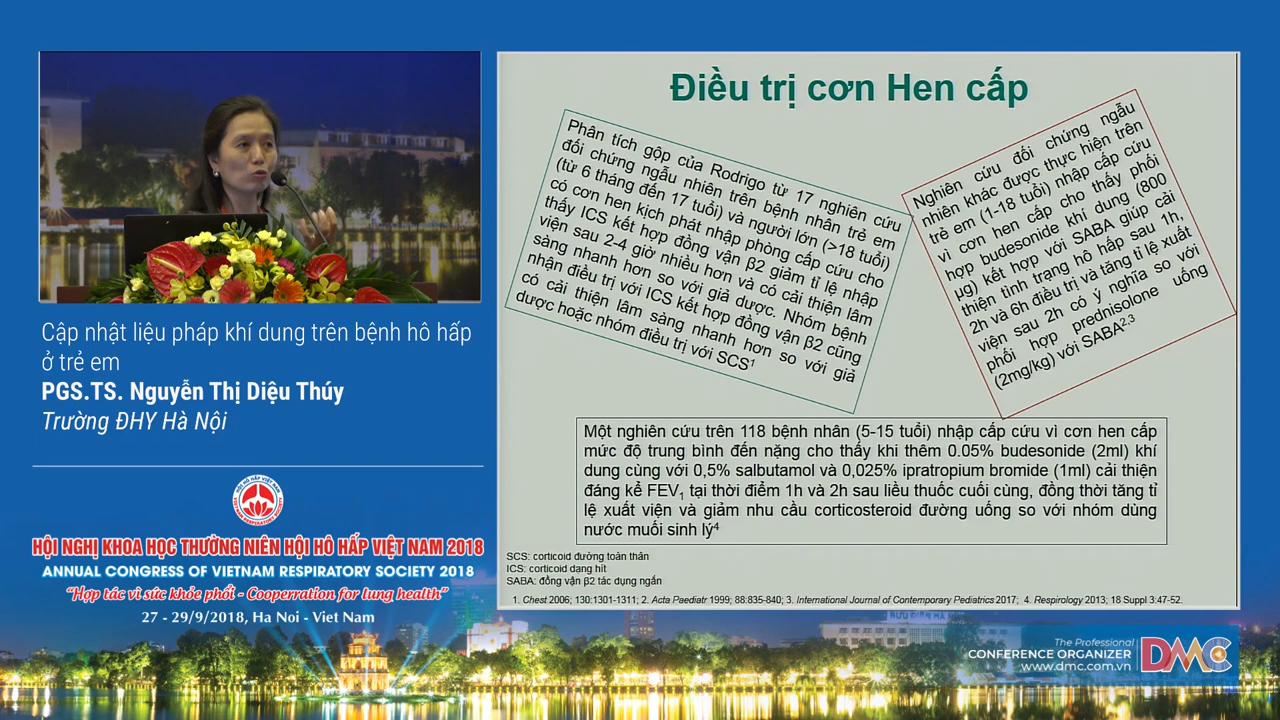 Điều trị cơn Hen cấp
Phân tích gộp của Rodrigo từ 17 nghiên cứu
đối chứng ngẫu nhiên trên bệnh nhân trẻ em
(từ 6 tháng đến 17 tuổi) và người lớn (>18 tuổi)
có cơn hen kịch phát nhập phòng cấp cứu cho
thấy ICS kết hợp đồng vận β2 giảm tỉ lệ nhập
viện sau 2-4 giờ nhiều hơn và có cải thiện lâm
sàng nhanh hơn so với giả dược. Nhóm bệnh
nhận điều trị với ICS kết hợp đồng vận β2 cũng
có cải thiện lâm sàng nhanh hơn so với giả
dược hoặc nhóm điều trị với SCS¹
Nghiên cứu đối chứng ngẫu
nhiên khác được thực hiện trên
trẻ em (1-18 tuổi) nhập cấp cứu
vì cơn hen cấp cho thấy phối
hợp budesonide khí dung (800
µg) kết hợp với SABA giúp cải
thiện tình trạng hô hấp sau 1h,
2h và 6h điều trị và tăng tỉ lệ xuất
viện sau 2h có ý nghĩa so với
phối hợp prednisolone uống
(2mg/kg) với SABA²,³
Một nghiên cứu trên 118 bệnh nhân (5-15 tuổi) nhập cấp cứu vì cơn hen cấp
mức độ trung bình đến nặng cho thấy khi thêm 0.05% budesonide (2ml) khí
dung cùng với 0,5% salbutamol và 0,025% ipratropium bromide (1ml) cải thiện
đáng kể FEV₁ tại thời điểm 1h và 2h sau liều thuốc cuối cùng, đồng thời tăng tỉ
lệ xuất viện và giảm nhu cầu corticosteroid đường uống so với nhóm dùng
nước muối sinh lý⁴
SCS: corticoid đường toàn thân
ICS: corticoid dạng hít
SABA: đồng vận β2 tác dụng ngắn
1. Chest 2006; 130:1301-1311; 2. Acta Paediatr 1999; 88:835-840; 3. International Journal of Contemporary Pediatrics 2017; 4. Respirology 2013; 18 Suppl 3:47-52.
Cập nhật liệu pháp khí dung trên bệnh hô hấp
ở trẻ em
PGS.TS. Nguyễn Thị Diệu Thúy
Trường ĐHY Hà Nội
HỘI HÔ HẤP VIỆT NAM
VIETNAM RESPIRATORY SOCIETY
HỘI NGHỊ KHOA HỌC THƯỜNG NIÊN HỘI HÔ HẤP VIỆT NAM 2018
ANNUAL CONGRESS OF VIETNAM RESPIRATORY SOCIETY 2018
"Hợp tác vì sức khỏe phổi - Cooperration for lung health"
27 - 29/9/2018, Ha Noi - Viet Nam
The Professional
CONFERENCE ORGANIZER
www.dmc.com.vn
DMC